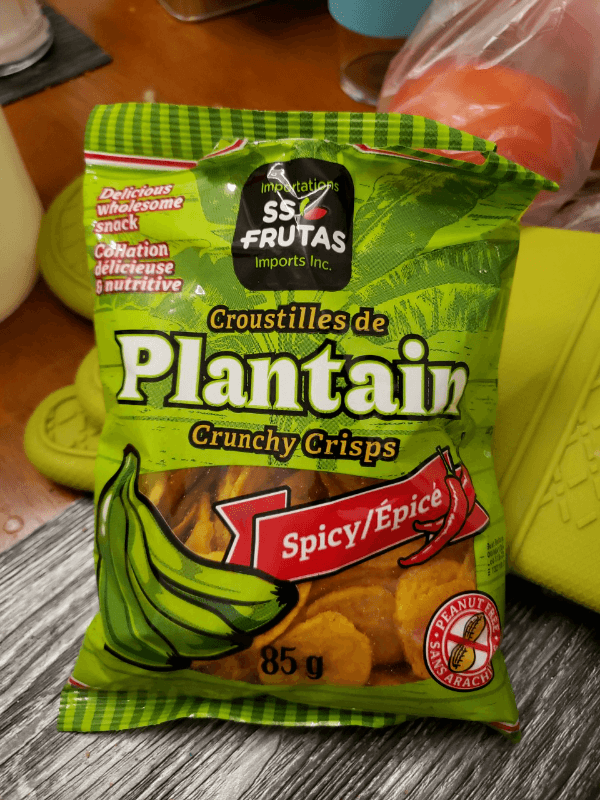 Delicious
wholesome
snack
Collation
délicieuse
& nutritive
Importations
SS
FRUTAS
Imports Inc.
Croustilles de
Plantain
Crunchy Crisps
Spicy/Épicé
85 g
PEANUT FREE
SANS ARACHI